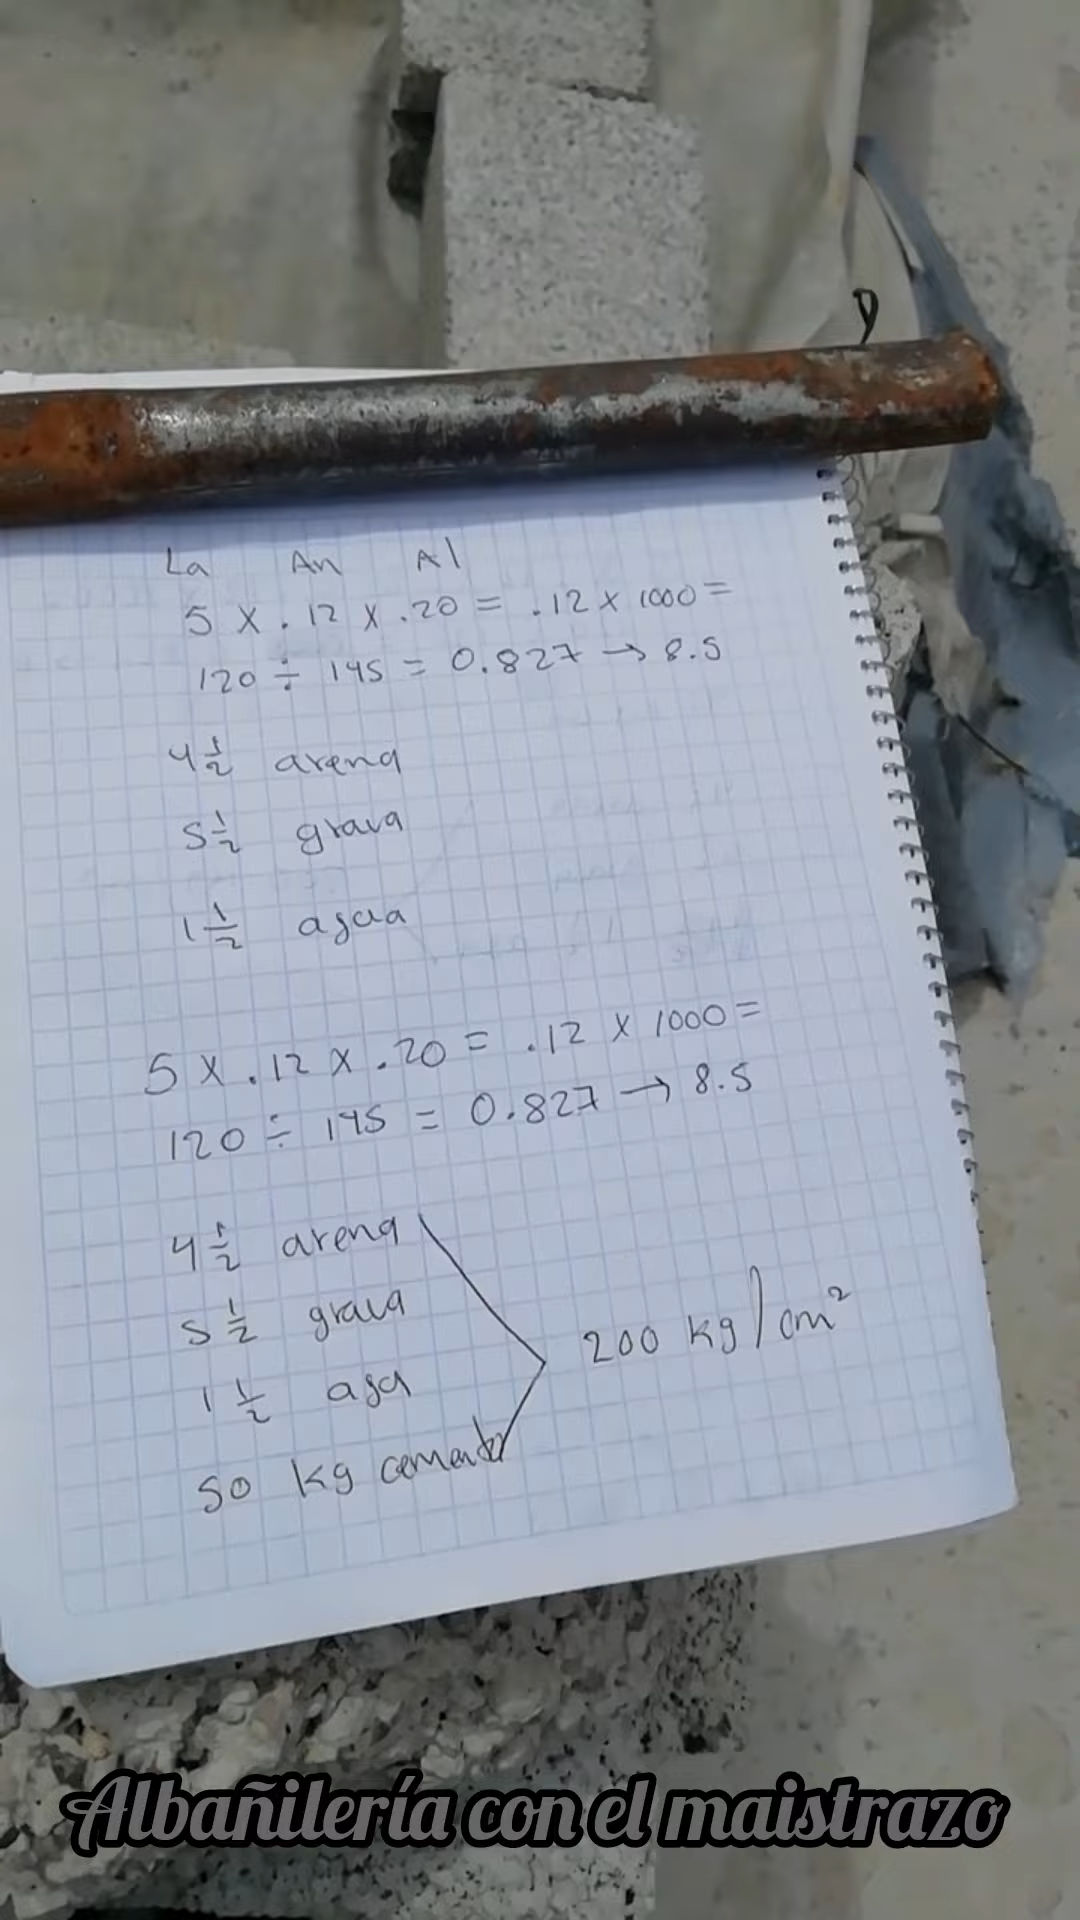 La An Al
5 x .12 x .20 = .12 x 1000 =
120 ÷ 145 = 0.827 → 8.5
4 1/2 arena
5 1/2 grava
1 1/2 agua
5 x .12 x .20 = .12 x 1000 =
120 ÷ 145 = 0.827 → 8.5
4 1/2 arena
5 1/2 grava
1 1/2 aga
50 kg cemento
200 kg/cm²
Albañilería con el maistrazo